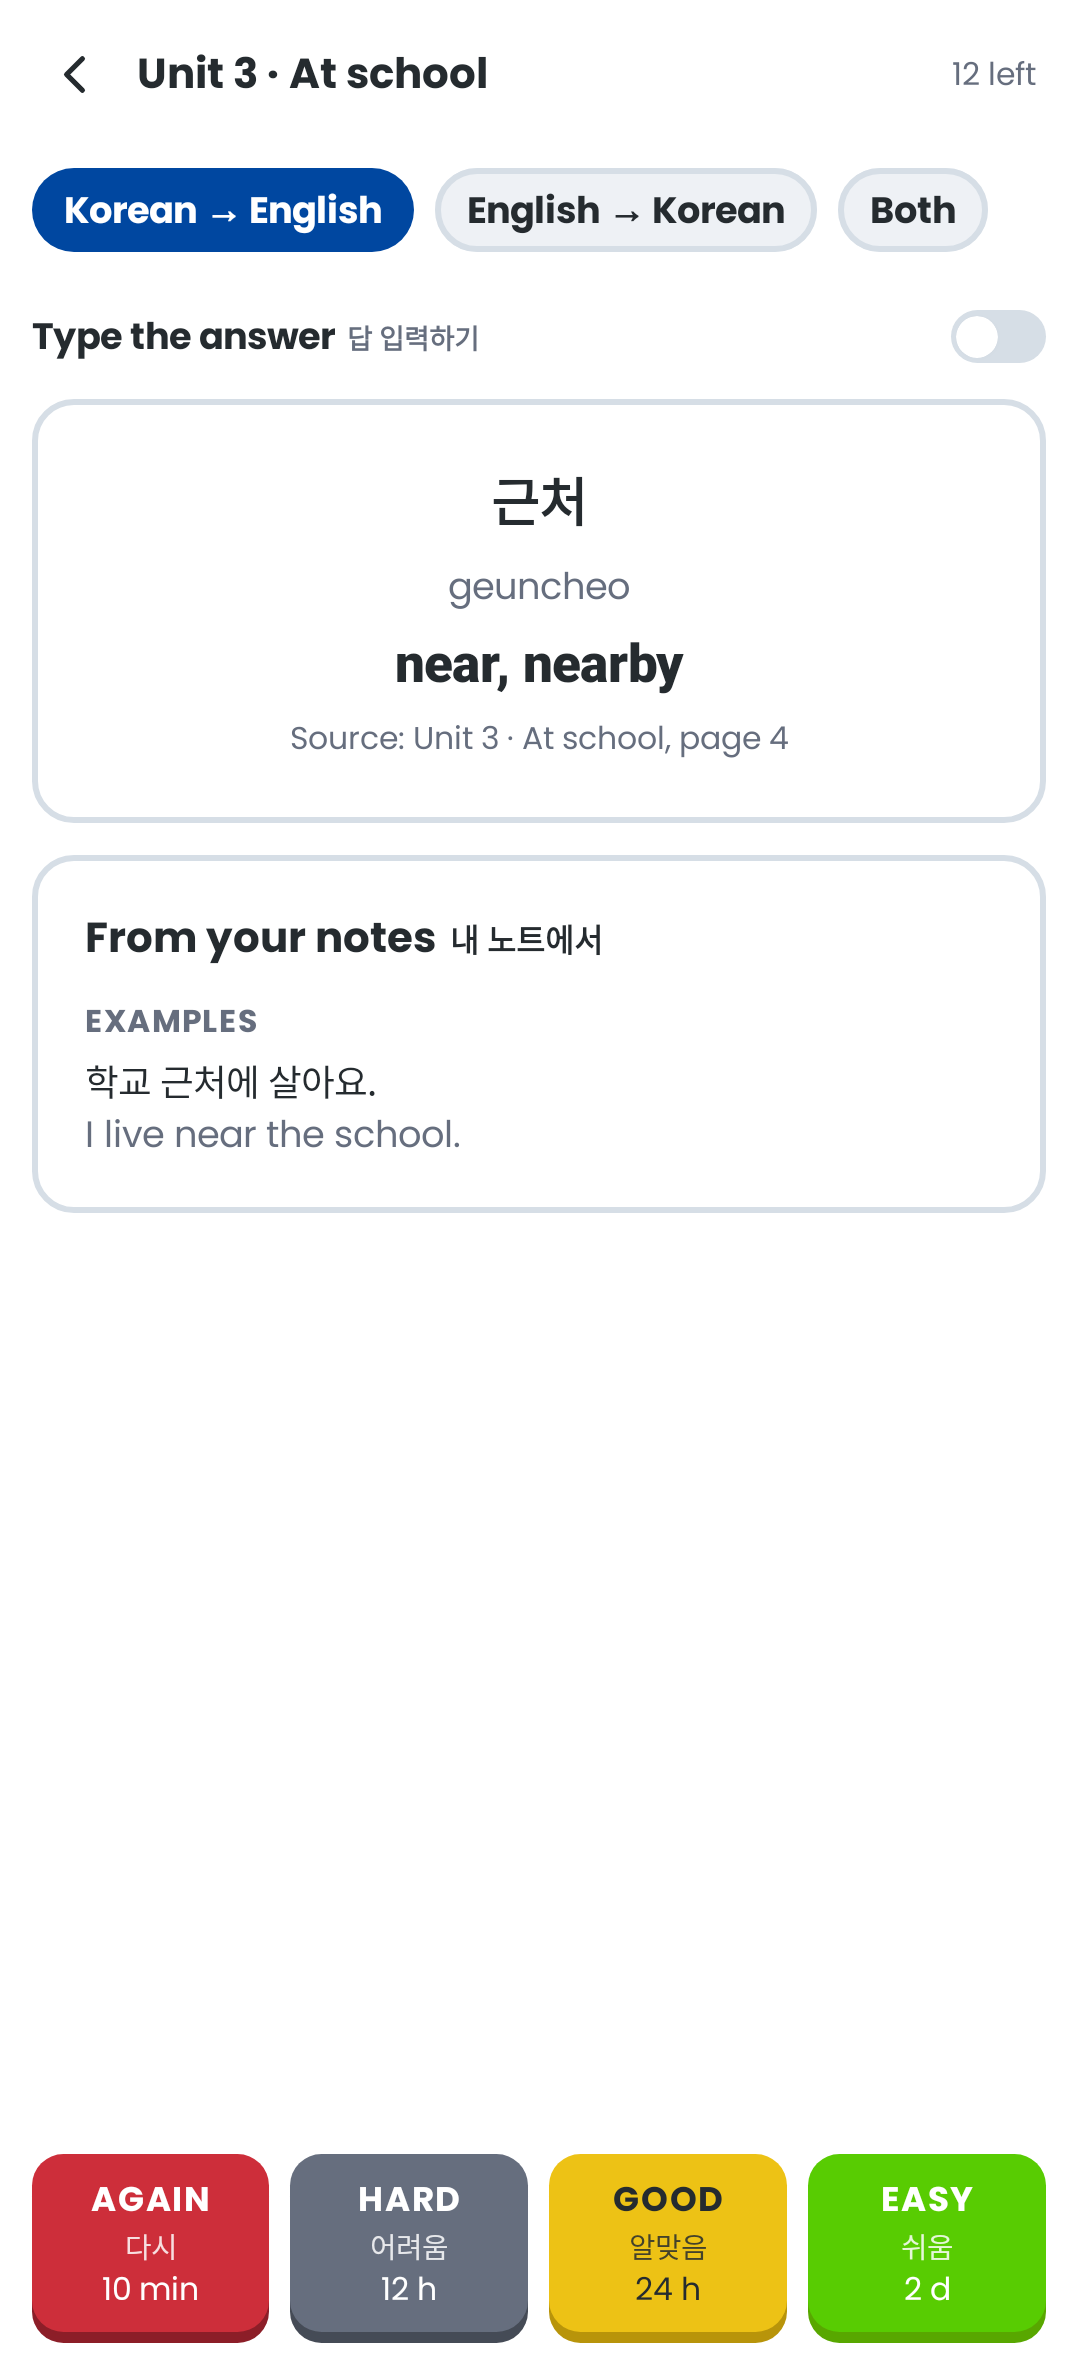 Unit 3 · At school
12 left
Korean → English
English → Korean
Both
Type the answer 답 입력하기
근처
geuncheo
near, nearby
Source: Unit 3 · At school, page 4
From your notes 내 노트에서
EXAMPLES
학교 근처에 살아요.
I live near the school.
AGAIN
다시
10 min
HARD
어려움
12 h
GOOD
알맞음
24 h
EASY
쉬움
2 d